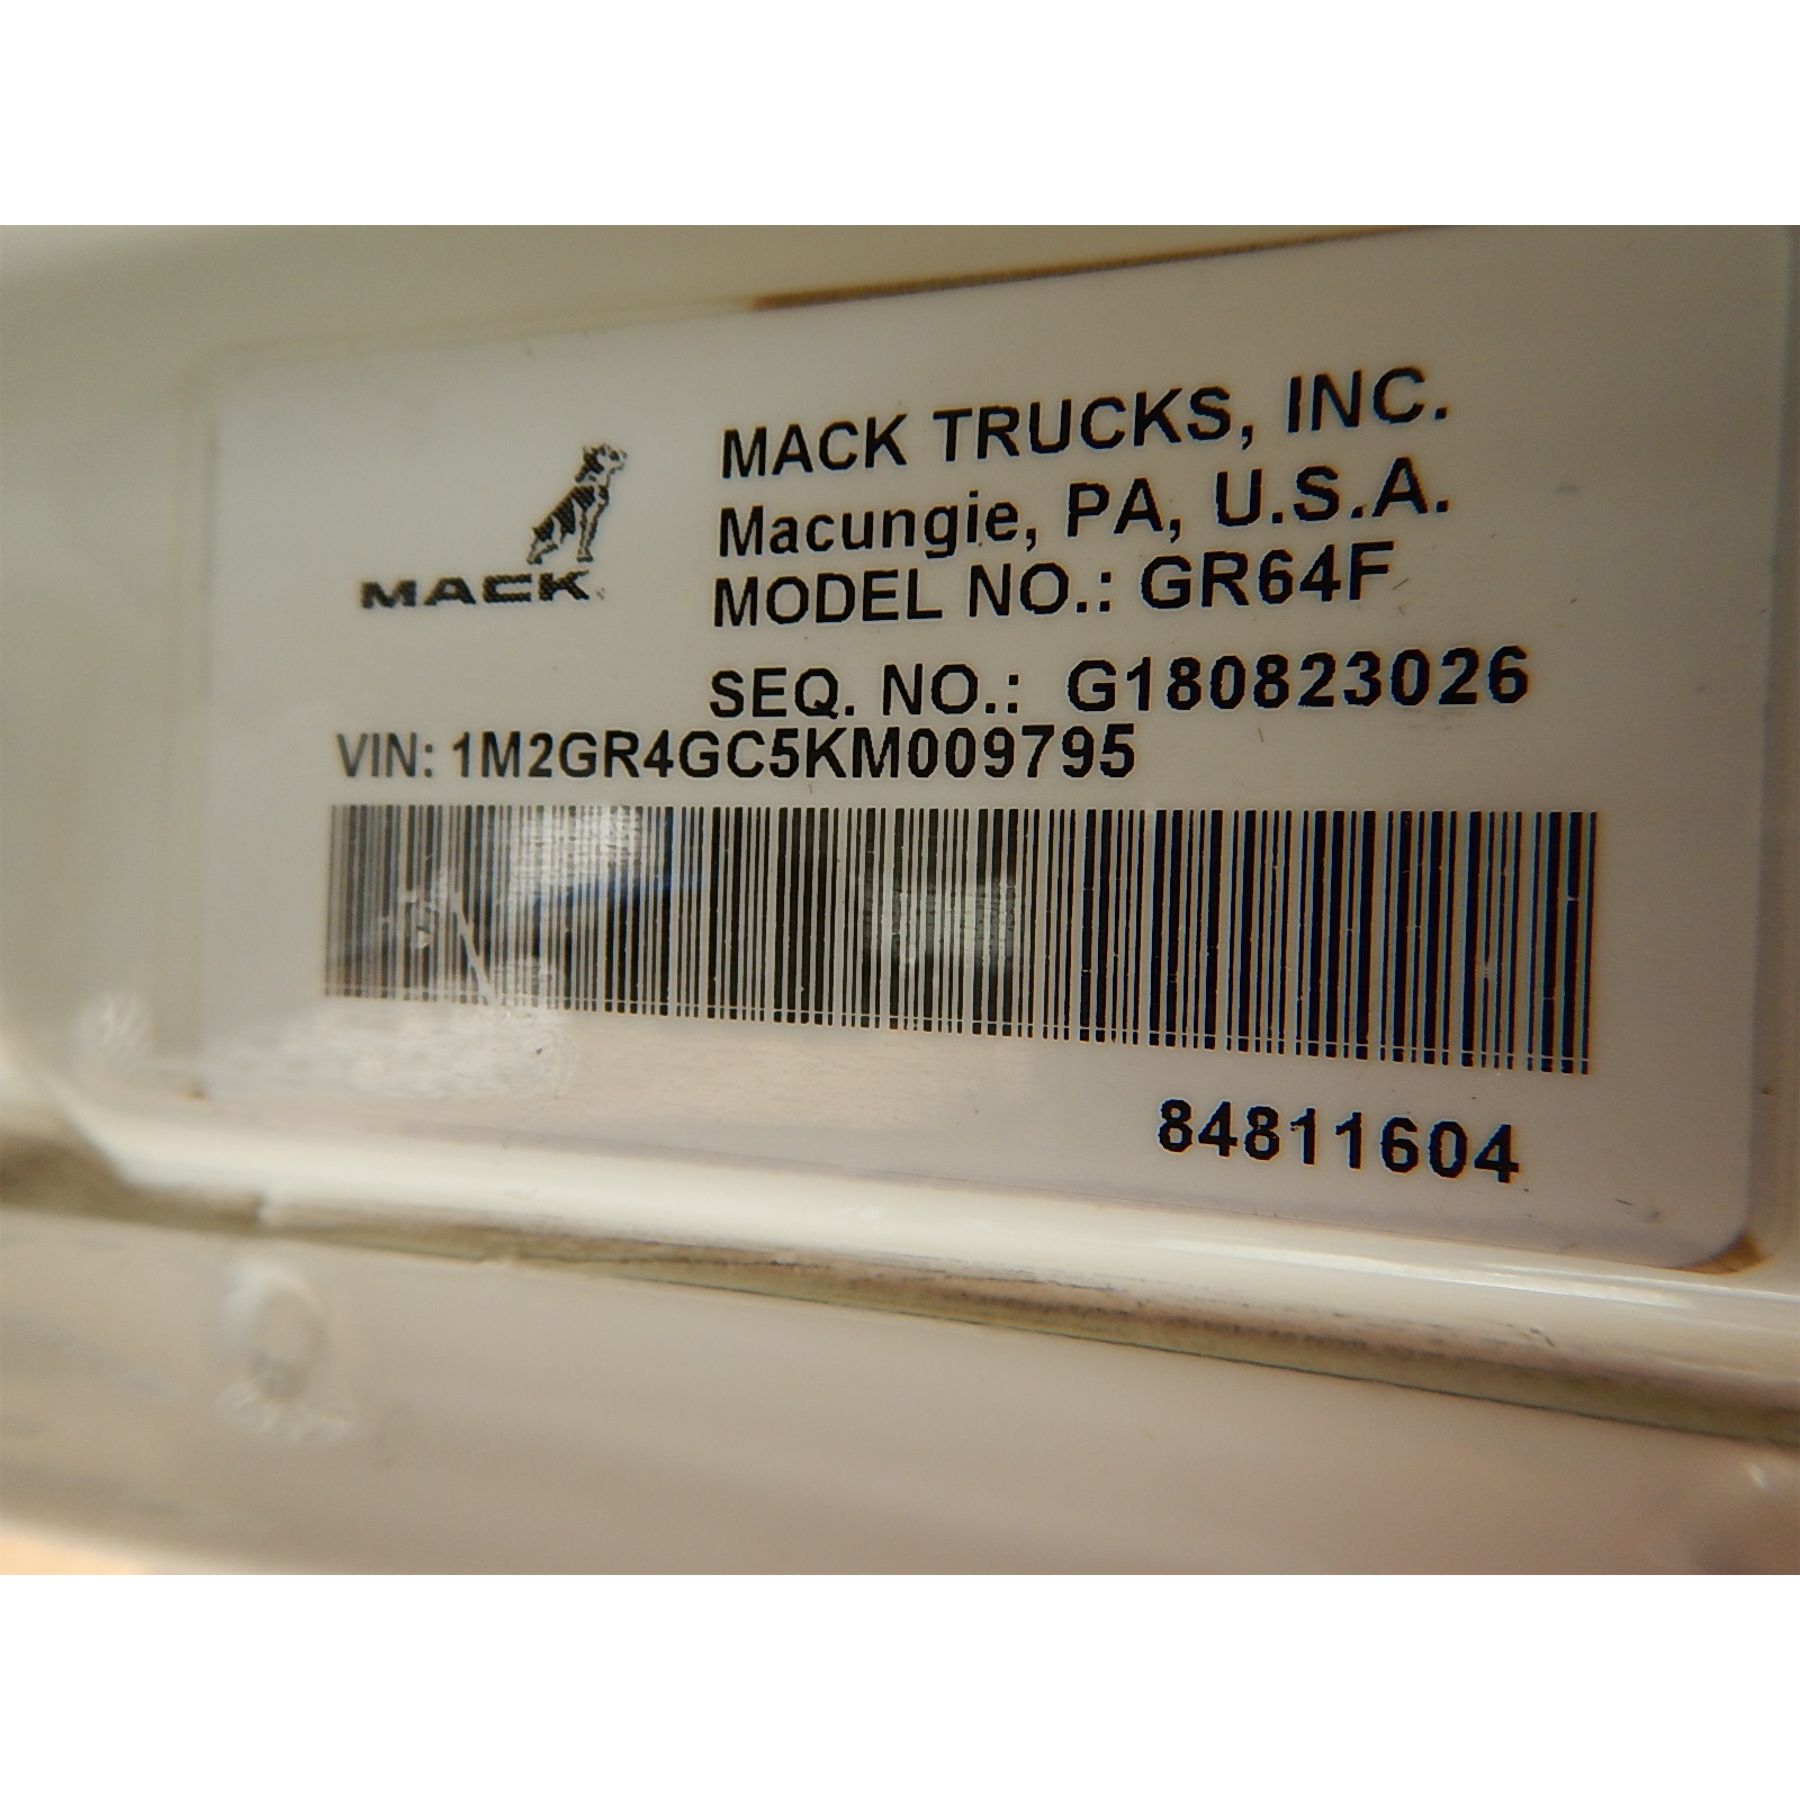 MACK TRUCKS, INC.
Macungie, PA, U.S.A.
MACK
MODEL NO.: GR64F
SEQ. NO.: G180823026
VIN: 1M2GR4GC5KM009795
84811604